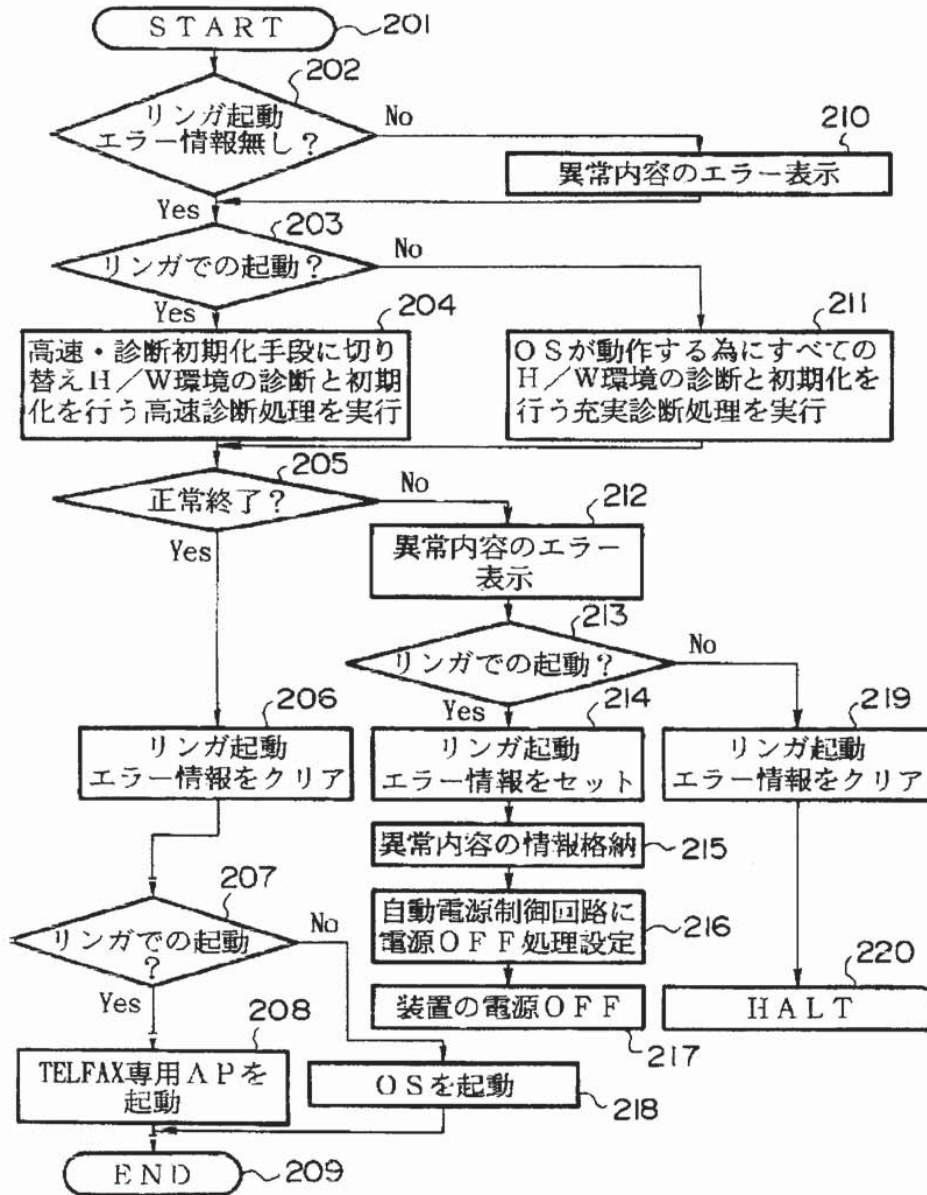 START
201
202
リンガ起動
エラー情報無し？
No
210
異常内容のエラー表示
Yes
203
リンガでの起動？
No
Yes
204
高速・診断初期化手段に切り
替えH／W環境の診断と初期
化を行う高速診断処理を実行
211
OSが動作する為にすべての
H／W環境の診断と初期化を
行う充実診断処理を実行
205
正常終了？
No
Yes
212
異常内容のエラー
表示
213
リンガでの起動？
No
Yes
206
リンガ起動
エラー情報をクリア
214
リンガ起動
エラー情報をセット
219
リンガ起動
エラー情報をクリア
異常内容の情報格納
215
自動電源制御回路に
電源OFF処理設定
216
装置の電源OFF
217
207
リンガでの起動
？
No
Yes
220
HALT
208
TELFAX専用APを
起動
OSを起動
218
END
209